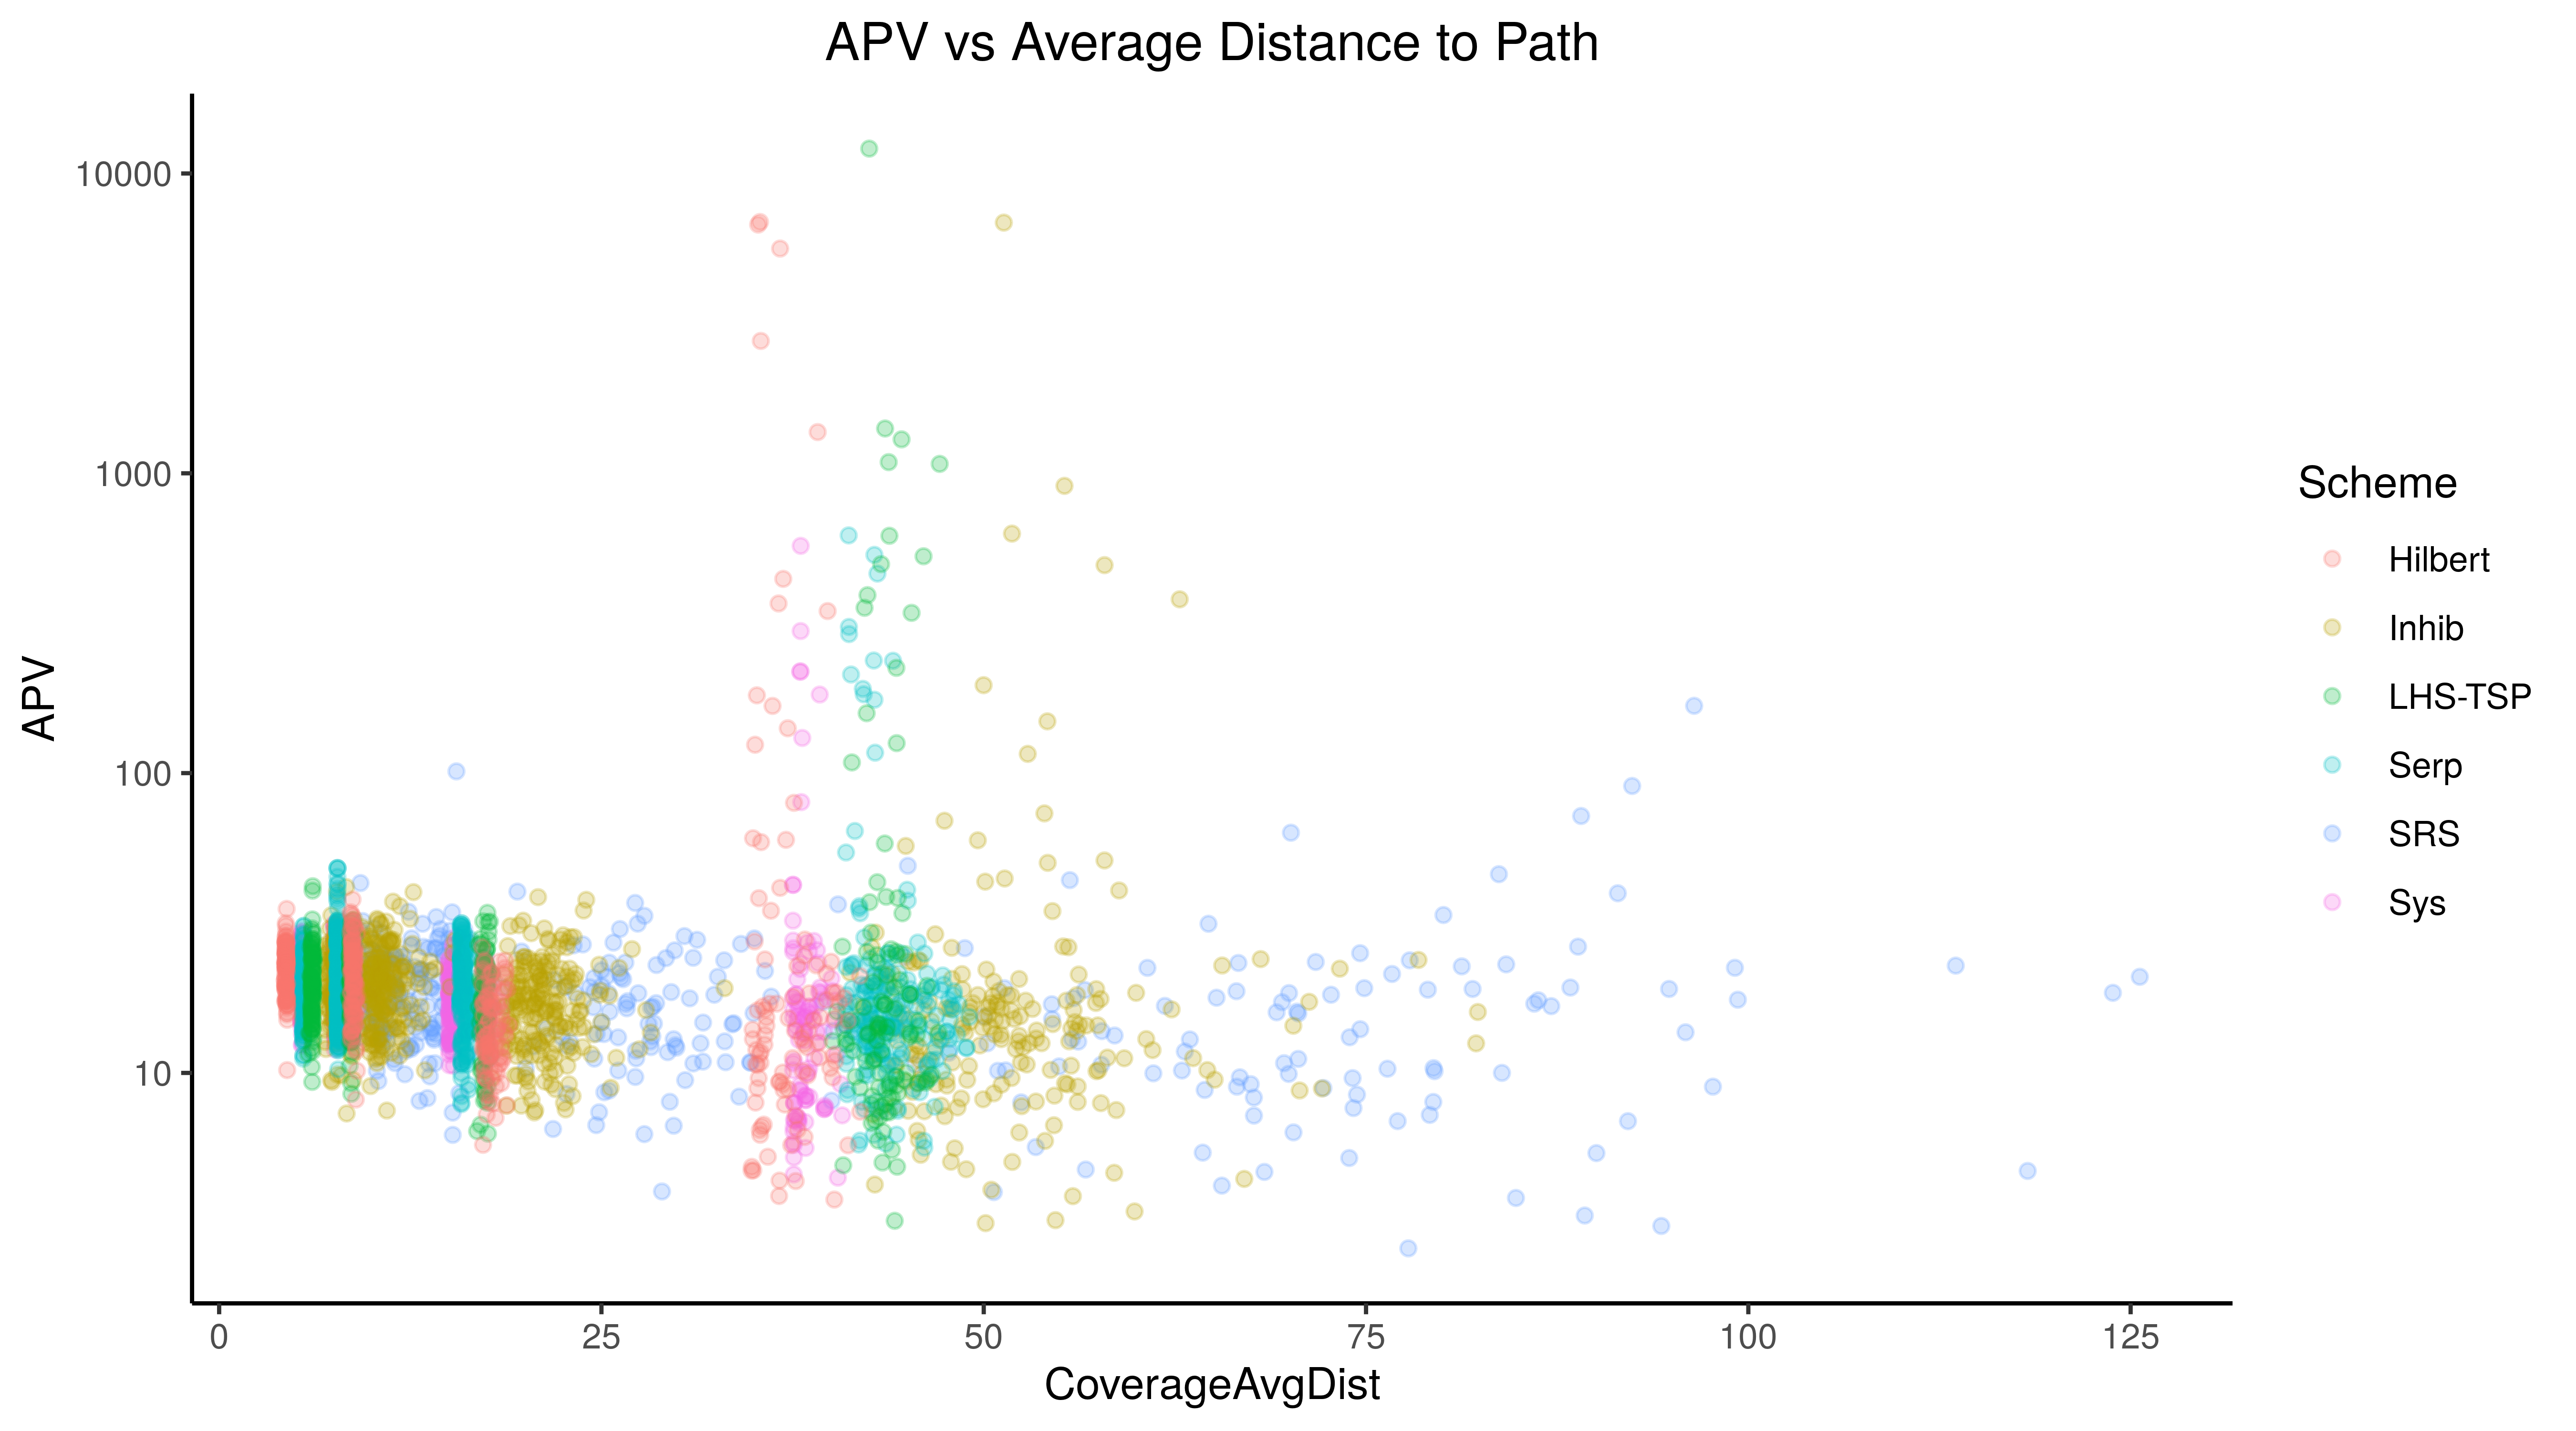 APV vs Average Distance to Path
APV
10000
1000
100
10
0 25 50 75 100 125
CoverageAvgDist
Scheme
Hilbert
Inhib
LHS-TSP
Serp
SRS
Sys